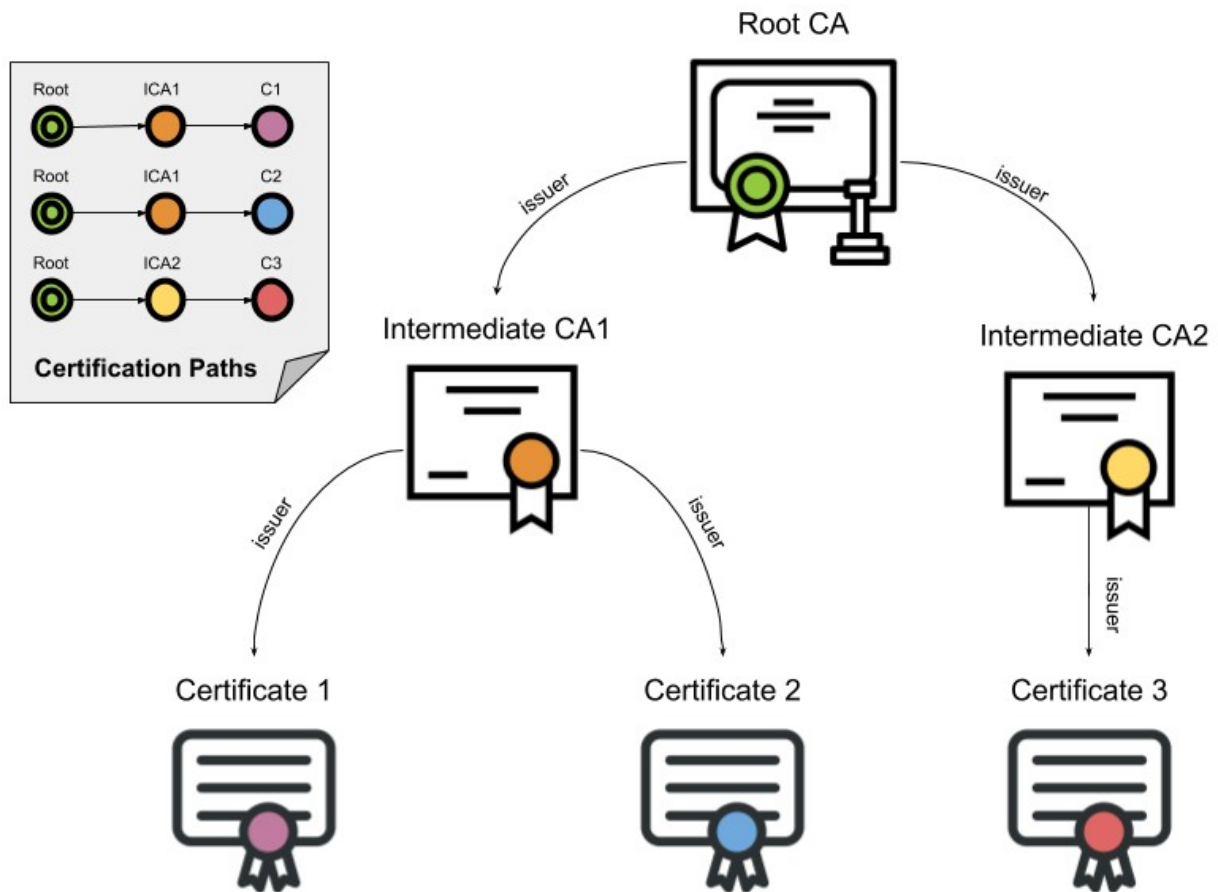 Root CA
Root ICA1 C1
Root ICA1 C2
Root ICA2 C3
Certification Paths
issuer
issuer
Intermediate CA1
Intermediate CA2
issuer
issuer
issuer
Certificate 1
Certificate 2
Certificate 3